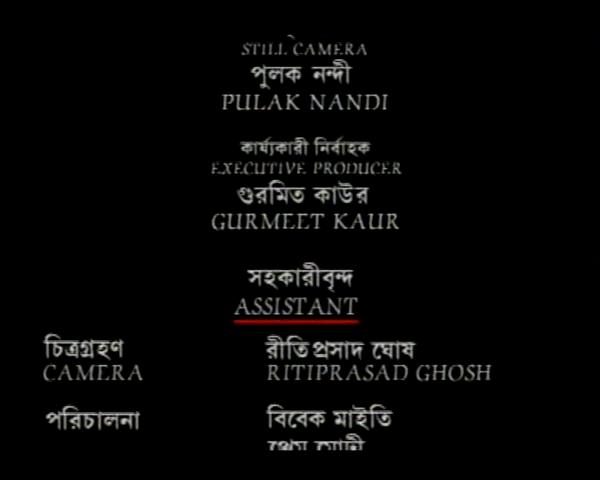 STILL CAMERA
পুলক নন্দী
PULAK NANDI
কার্য্যকারী নির্বাহক
EXECUTIVE PRODUCER
গুরমিত কাউর
GURMEET KAUR
সহকারীবৃন্দ
ASSISTANT
চিত্রগ্রহণ রীতিপ্রসাদ ঘোষ
CAMERA RITIPRASAD GHOSH
পরিচালনা বিবেক মাইতি